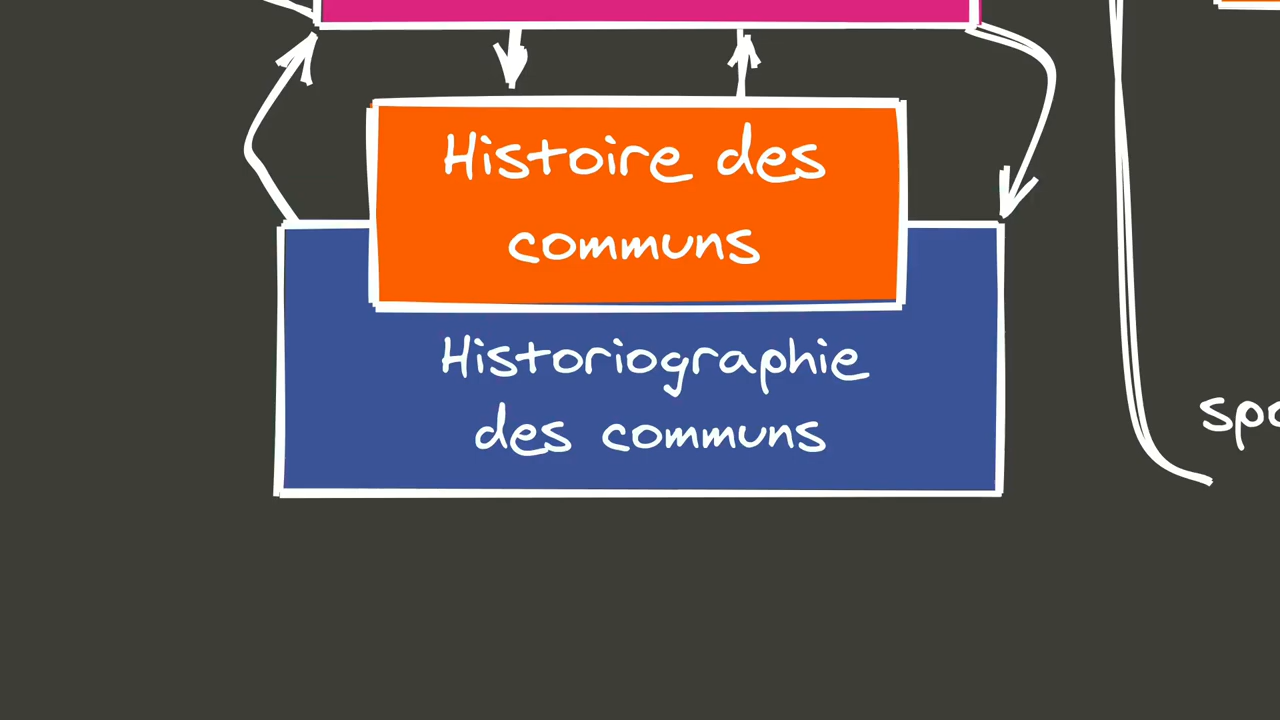 Histoire des
communs
Historiographie
des communs